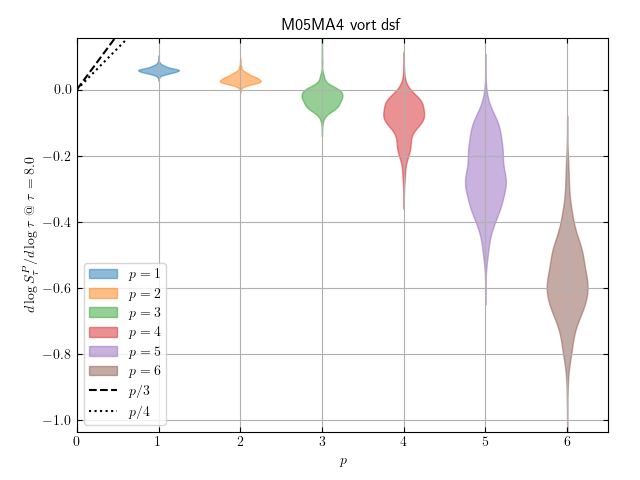 M05MA4 vort dsf
d log S_τ^P / d log τ @ τ = 8.0
0.0
−0.2
−0.4
−0.6
−0.8
−1.0
p = 1
p = 2
p = 3
p = 4
p = 5
p = 6
p/3
p/4
0 1 2 3 4 5 6
p